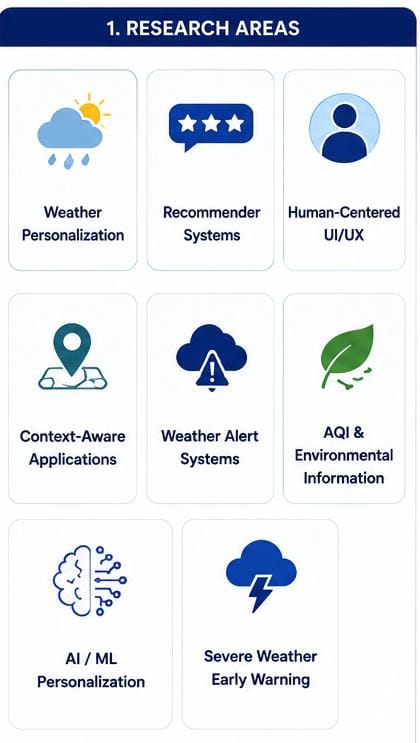 1. RESEARCH AREAS
Weather
Personalization
Recommender
Systems
Human-Centered
UI/UX
Context-Aware
Applications
Weather Alert
Systems
AQI &
Environmental
Information
AI / ML
Personalization
Severe Weather
Early Warning